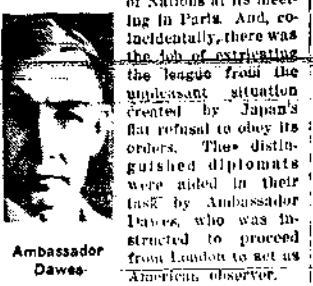 of Nations at its meet-
ing in Paris. And, co-
incidentally, there was
the job of extricating
the league from the
unpleasant situation
created by Japan's
flat refusal to obey its
orders. The distin-
guished diplomats
were aided in their
task by Ambassador
Dawes, who was in-
structed to proceed
from London to act as
American observer.
Ambassador
Dawes